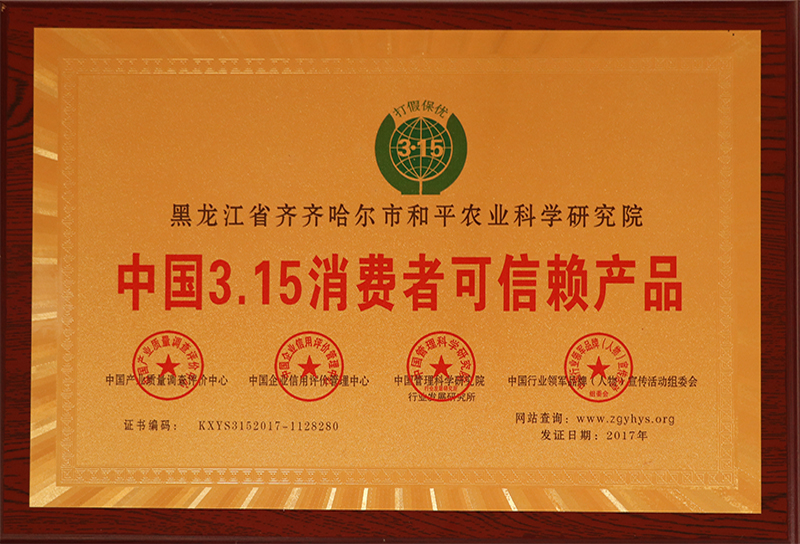 打假保优
3·15
黑龙江省齐齐哈尔市和平农业科学研究院
中国3.15消费者可信赖产品
中国产业质量调查评价中心
中国企业信用评价管理中心
中国管理科学研究院
行业发展研究所
中国行业领军品牌（人物）宣传活动组委会
证书编码： KXYS3152017-1128280
网站查询：www.zgyhys.org
发证日期：2017年